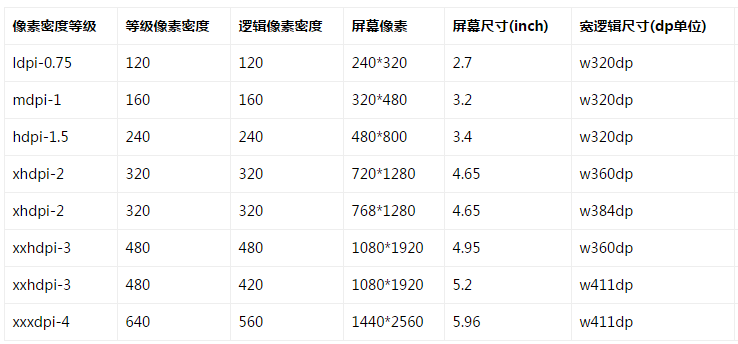 像素密度等级 等级像素密度 逻辑像素密度 屏幕像素 屏幕尺寸(inch) 宽逻辑尺寸(dp单位)
ldpi-0.75 120 120 240*320 2.7 w320dp
mdpi-1 160 160 320*480 3.2 w320dp
hdpi-1.5 240 240 480*800 3.4 w320dp
xhdpi-2 320 320 720*1280 4.65 w360dp
xhdpi-2 320 320 768*1280 4.65 w384dp
xxhdpi-3 480 480 1080*1920 4.95 w360dp
xxhdpi-3 480 420 1080*1920 5.2 w411dp
xxxdpi-4 640 560 1440*2560 5.96 w411dp